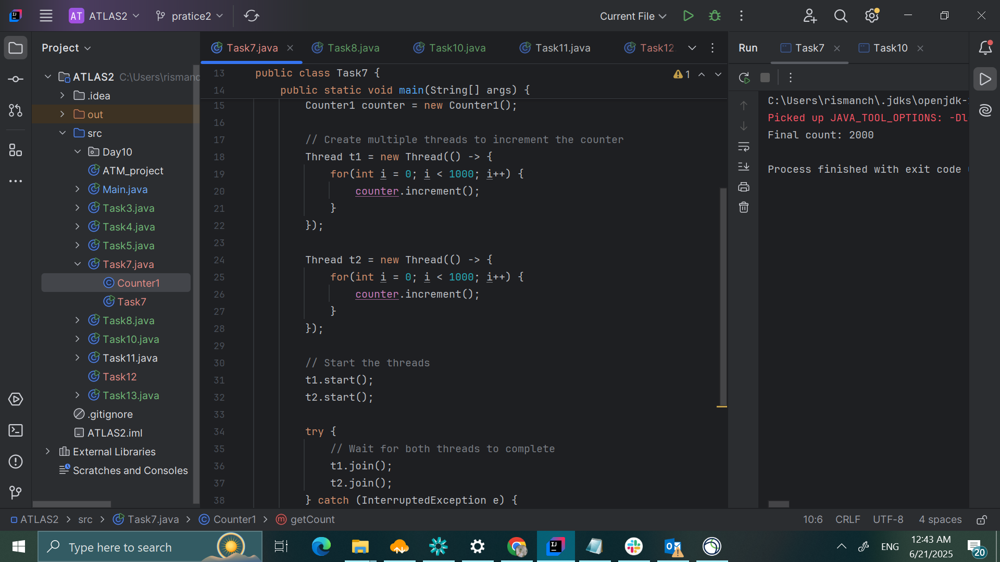 AT ATLAS2 pratice2 Current File
Project
ATLAS2 C:\Users\rismanc
.idea
out
src
Day10
ATM_project
Main.java
Task3.java
Task4.java
Task5.java
Task7.java
Counter1
Task7
Task8.java
Task10.java
Task11.java
Task12
Task13.java
.gitignore
ATLAS2.iml
External Libraries
Scratches and Consoles
Task7.java Task8.java Task10.java Task11.java Task12
1
13 public class Task7 {
14 public static void main(String[] args) {
15 Counter1 counter = new Counter1();
16
17 // Create multiple threads to increment the counter
18 Thread t1 = new Thread(() -> {
19 for(int i = 0; i < 1000; i++) {
20 counter.increment();
21 }
22 });
23
24 Thread t2 = new Thread(() -> {
25 for(int i = 0; i < 1000; i++) {
26 counter.increment();
27 }
28 });
29
30 // Start the threads
31 t1.start();
32 t2.start();
33
34 try {
35 // Wait for both threads to complete
36 t1.join();
37 t2.join();
38 } catch (InterruptedException e) {
Run Task7 Task10
C:\Users\rismanch\.jdks\openjdk-
Picked up JAVA_TOOL_OPTIONS: -Dl
Final count: 2000
Process finished with exit code
ATLAS2 > src > Task7.java > Counter1 > getCount
10:6 CRLF UTF-8 4 spaces
Type here to search
ENG
12:43 AM
6/21/2025
20